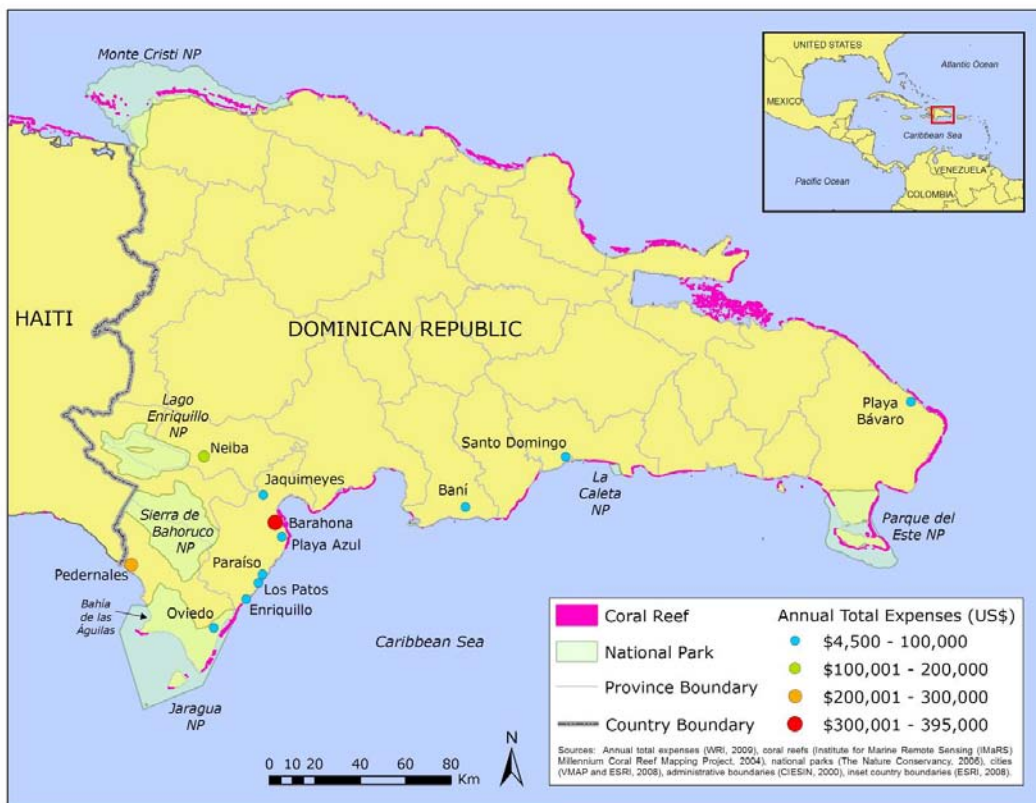 Monte Cristi NP
UNITED STATES
Atlantic Ocean
MEXICO
Caribbean Sea
Pacific Ocean
VENEZUELA
COLOMBIA
HAITI
DOMINICAN REPUBLIC
Lago
Enriquillo
NP
Neiba
Santo Domingo
Playa
Bávaro
Jaquimeyes
Baní
La
Caleta
NP
Sierra de
Bahoruco
NP
Barahona
Playa Azul
Parque del
Este NP
Pedernales
Paraíso
Los Patos
Enriquillo
Bahía
de las
Águilas
Oviedo
Caribbean Sea
Jaragua
NP
N
0 10 20 40 60 80
Km
Coral Reef
National Park
Province Boundary
Country Boundary
Annual Total Expenses (US$)
$4,500 - 100,000
$100,001 - 200,000
$200,001 - 300,000
$300,001 - 395,000
Sources: Annual total expenses (WRI, 2009), coral reefs (Institute for Marine Remote Sensing (IMaRS)
Millennium Coral Reef Mapping Project, 2004), national parks (The Nature Conservancy, 2006), cities
(VMAP and ESRI, 2008), administrative boundaries (CIESIN, 2000), inset country boundaries (ESRI, 2008).